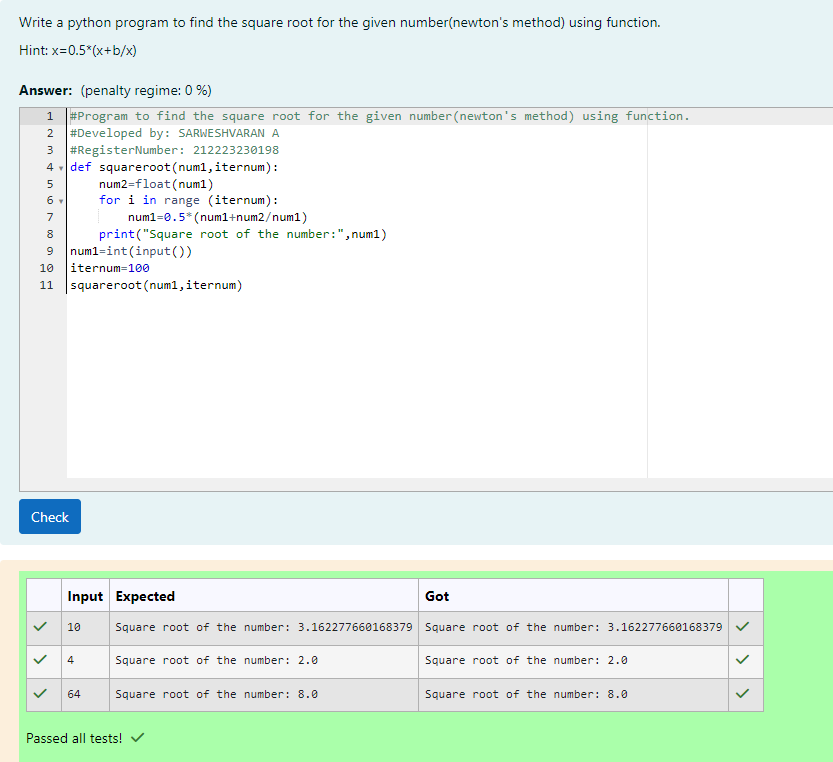 Write a python program to find the square root for the given number(newton's method) using function.
Hint: x=0.5*(x+b/x)
Answer: (penalty regime: 0 %)
1 #Program to find the square root for the given number(newton's method) using function.
2 #Developed by: SARWESHVARAN A
3 #RegisterNumber: 212223230198
4 def squareroot(num1,iternum):
5 num2=float(num1)
6 for i in range (iternum):
7 num1=0.5*(num1+num2/num1)
8 print("Square root of the number:",num1)
9 num1=int(input())
10 iternum=100
11 squareroot(num1,iternum)
Check
Input Expected Got
10 Square root of the number: 3.162277660168379 Square root of the number: 3.162277660168379
4 Square root of the number: 2.0 Square root of the number: 2.0
64 Square root of the number: 8.0 Square root of the number: 8.0
Passed all tests!